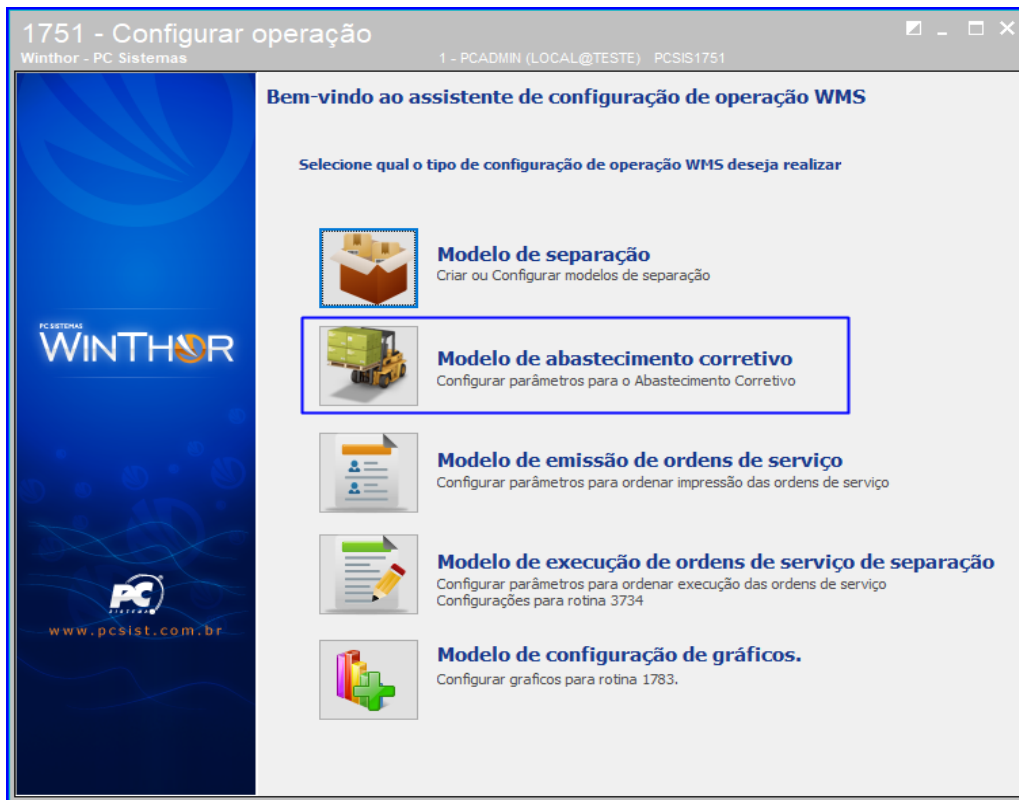 1751 - Configurar operação
Winthor - PC Sistemas
1 - PCADMIN (LOCAL@TESTE) PCSIS1751
Bem-vindo ao assistente de configuração de operação WMS
Selecione qual o tipo de configuração de operação WMS deseja realizar
Modelo de separação
Criar ou Configurar modelos de separação
Modelo de abastecimento corretivo
Configurar parâmetros para o Abastecimento Corretivo
Modelo de emissão de ordens de serviço
Configurar parâmetros para ordenar impressão das ordens de serviço
Modelo de execução de ordens de serviço de separação
Configurar parâmetros para ordenar execução das ordens de serviço
Configurações para rotina 3734
Modelo de configuração de gráficos.
Configurar graficos para rotina 1783.
PC SISTEMAS
WINTHOR
PC
SISTEMAS
www.pcsist.com.br